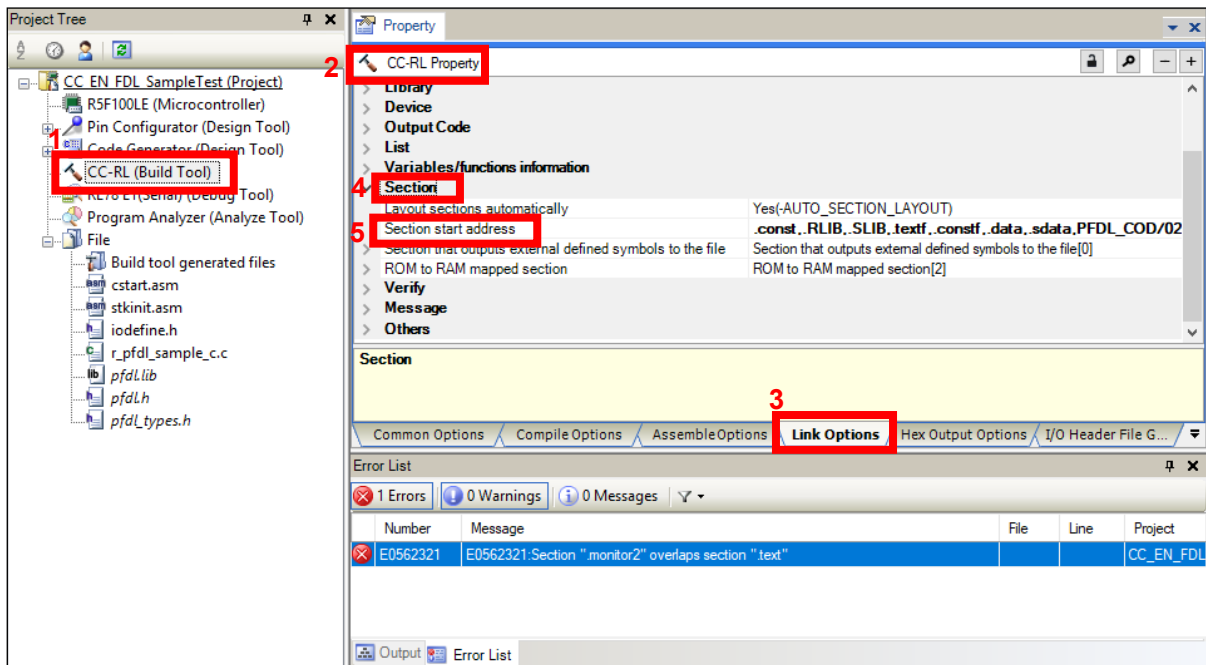 Project Tree
CC_EN_FDL_SampleTest (Project)
R5F100LE (Microcontroller)
Pin Configurator (Design Tool)
1
Code Generator (Design Tool)
CC-RL (Build Tool)
RL78 E1(Serial) (Debug Tool)
Program Analyzer (Analyze Tool)
File
Build tool generated files
cstart.asm
stkinit.asm
iodefine.h
r_pfdl_sample_c.c
pfdl.lib
pfdl.h
pfdl_types.h
Property
2
CC-RL Property
Library
Device
Output Code
List
Variables/functions information
4
Section
Layout sections automatically Yes(-AUTO_SECTION_LAYOUT)
5
Section start address .const,.RLIB,.SLIB,.textf,.constf,.data,.sdata,PFDL_COD/02
Section that outputs external defined symbols to the file Section that outputs external defined symbols to the file[0]
ROM to RAM mapped section ROM to RAM mapped section[2]
Verify
Message
Others
Section
3
Common Options Compile Options Assemble Options Link Options Hex Output Options I/O Header File G...
Error List
1 Errors 0 Warnings 0 Messages
Number Message File Line Project
E0562321 E0562321:Section ".monitor2" overlaps section ".text" CC_EN_FDL
Output Error List